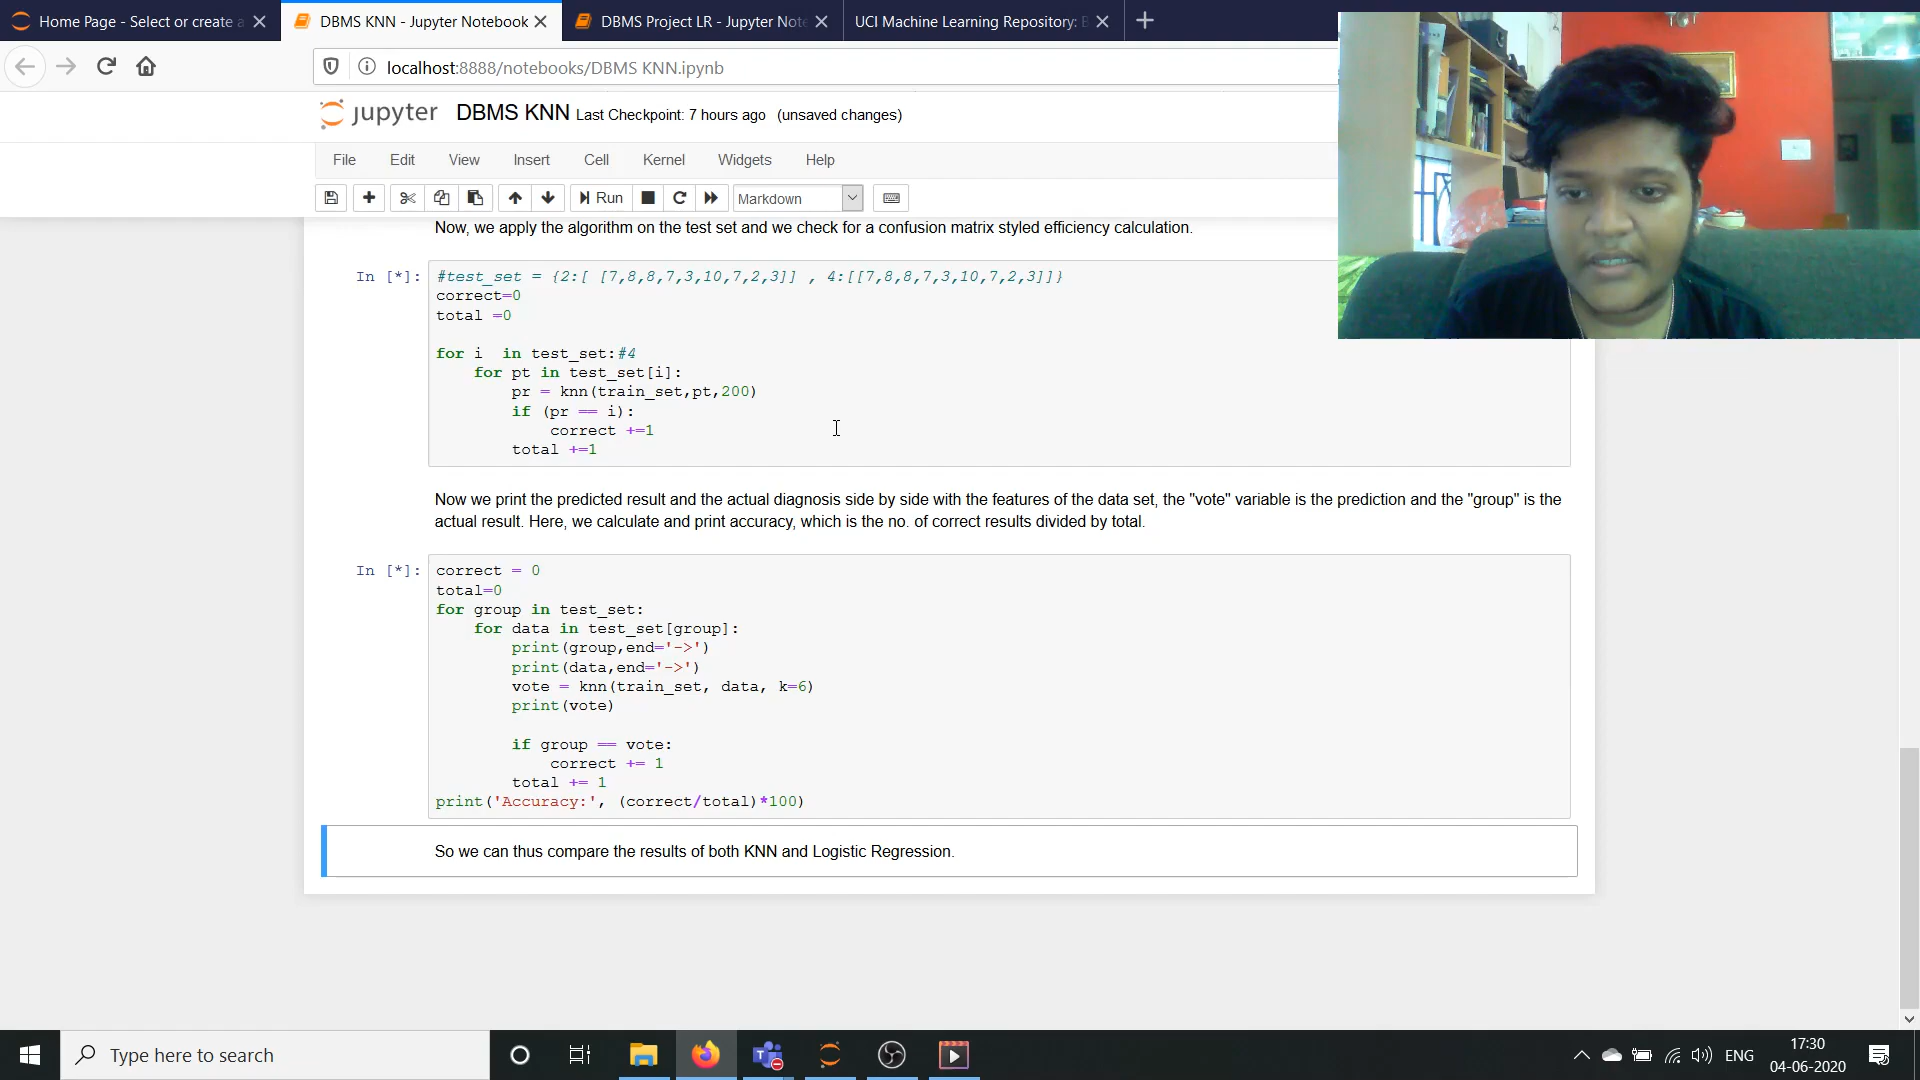 Home Page - Select or create a
DBMS KNN - Jupyter Notebook
DBMS Project LR - Jupyter Note
UCI Machine Learning Repository: B
localhost:8888/notebooks/DBMS KNN.ipynb
jupyter DBMS KNN Last Checkpoint: 7 hours ago (unsaved changes)
File Edit View Insert Cell Kernel Widgets Help
Run Markdown
Now, we apply the algorithm on the test set and we check for a confusion matrix styled efficiency calculation.
In [*]: #test_set = {2:[ [7,8,8,7,3,10,7,2,3]] , 4:[[7,8,8,7,3,10,7,2,3]]}
correct=0
total =0
for i  in test_set:#4
    for pt in test_set[i]:
        pr = knn(train_set,pt,200)
        if (pr == i):
            correct +=1
        total +=1
Now we print the predicted result and the actual diagnosis side by side with the features of the data set, the "vote" variable is the prediction and the "group" is the
actual result. Here, we calculate and print accuracy, which is the no. of correct results divided by total.
In [*]: correct = 0
total=0
for group in test_set:
    for data in test_set[group]:
        print(group,end='->')
        print(data,end='->')
        vote = knn(train_set, data, k=6)
        print(vote)
        if group == vote:
            correct += 1
        total += 1
print('Accuracy:', (correct/total)*100)
So we can thus compare the results of both KNN and Logistic Regression.
Type here to search
ENG
17:30
04-06-2020